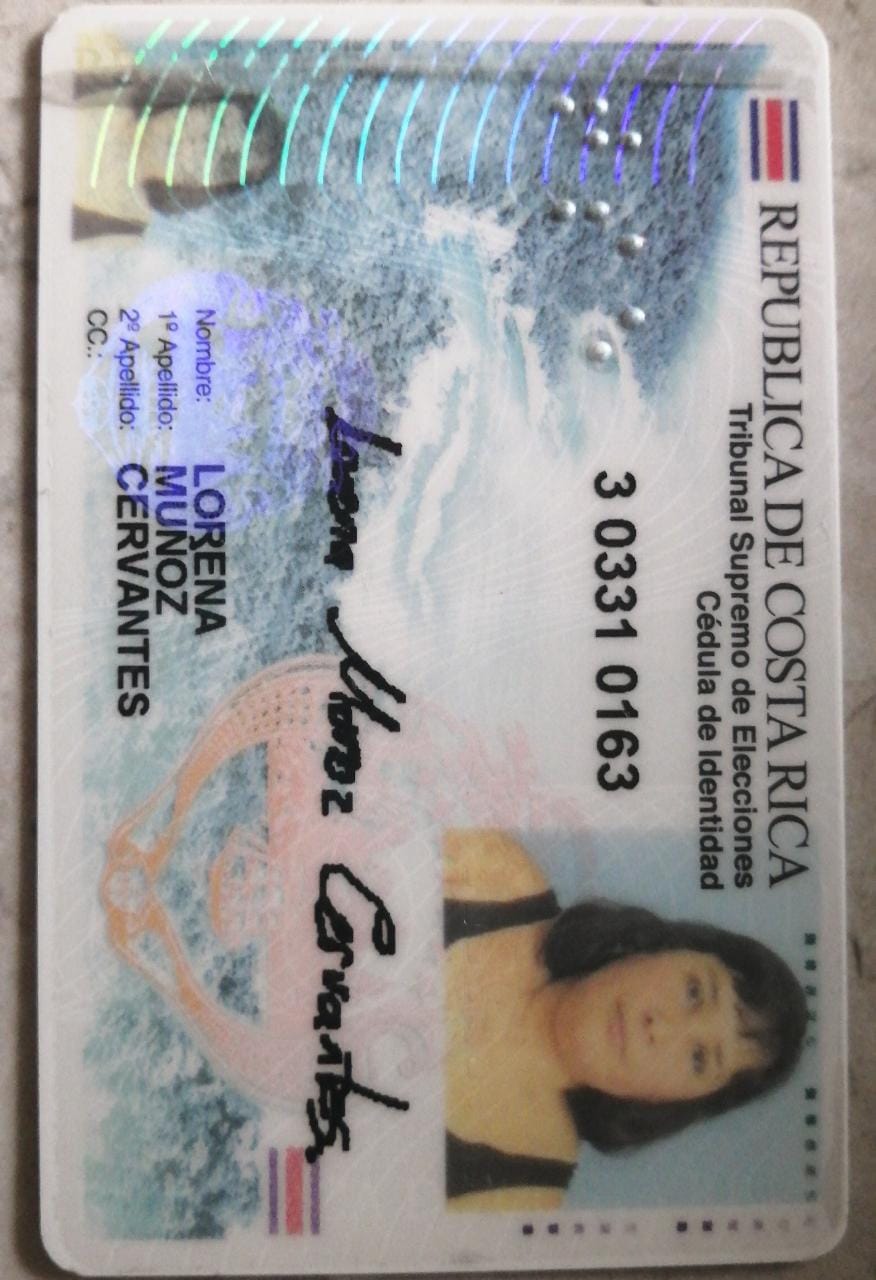 REPUBLICA DE COSTA RICA
Tribunal Supremo de Elecciones
Cédula de Identidad
3 0331 0163
Lorena Muñoz Cervantes
Nombre: LORENA
1º Apellido: MUÑOZ
2º Apellido: CERVANTES
CC.: